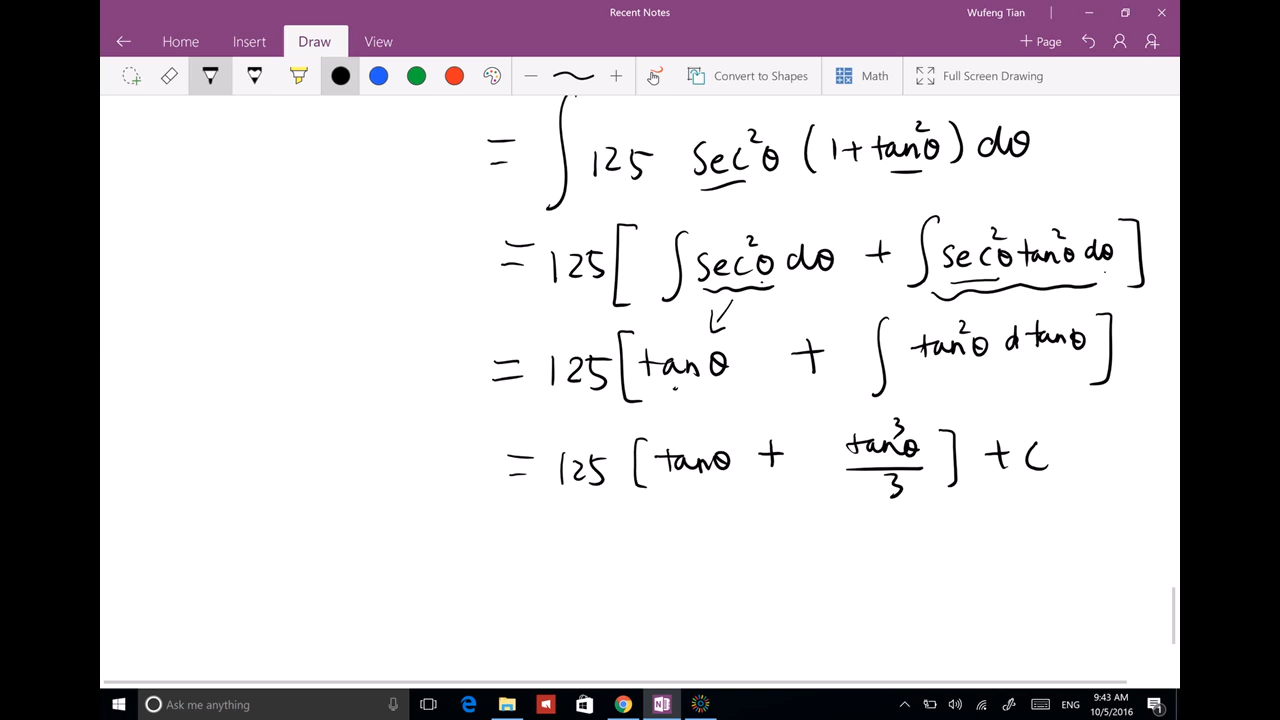 Recent Notes
Wufeng Tian
Home Insert Draw View
+ Page
Convert to Shapes Math Full Screen Drawing
= ∫ 125 sec²θ (1 + tan²θ) dθ
= 125 [ ∫ sec²θ dθ + ∫ sec²θ tan²θ dθ ]
= 125 [ tanθ + ∫ tan²θ d tanθ ]
= 125 [ tanθ + tan³θ/3 ] + C
Ask me anything
ENG
9:43 AM
10/5/2016
1